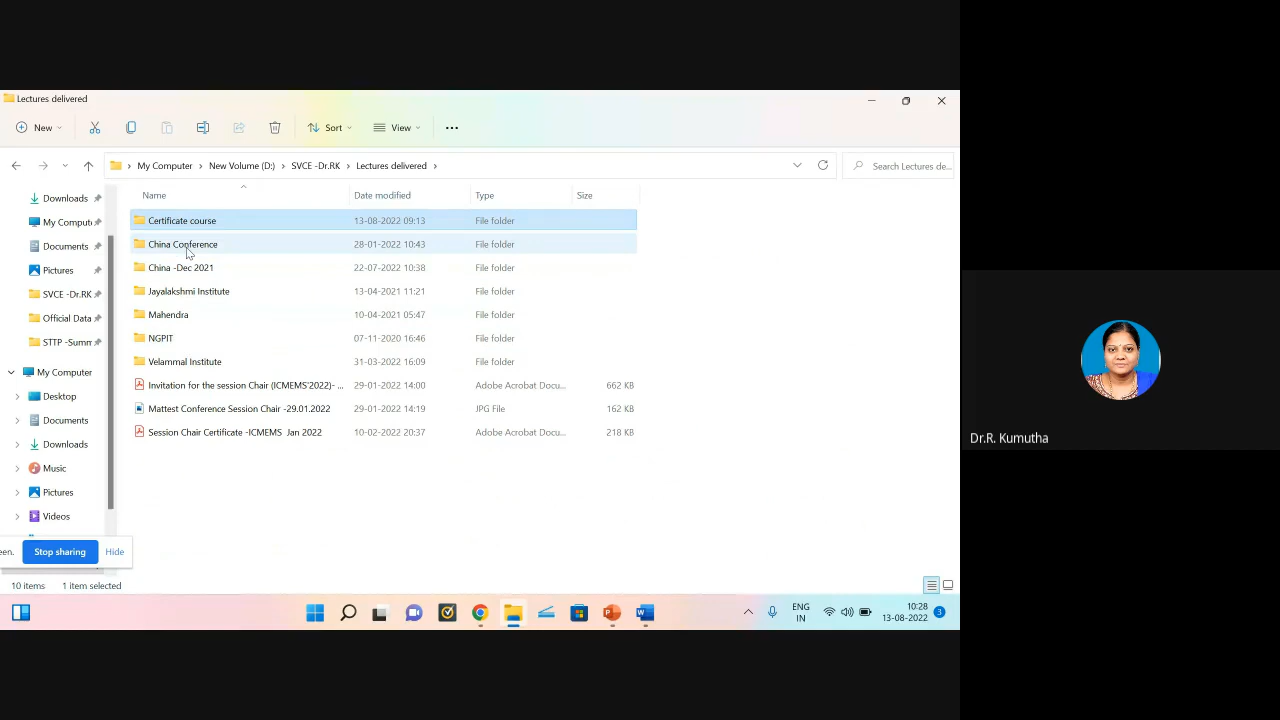 Lectures delivered
New
Sort
View
My Computer > New Volume (D:) > SVCE -Dr.RK > Lectures delivered >
Search Lectures de...
Name Date modified Type Size
Downloads
My Comput
Documents
Pictures
SVCE -Dr.RK
Official Data
STTP -Sumn
My Computer
Desktop
Documents
Downloads
Music
Pictures
Videos
Certificate course 13-08-2022 09:13 File folder
China Conference 28-01-2022 10:43 File folder
China -Dec 2021 22-07-2022 10:38 File folder
Jayalakshmi Institute 13-04-2021 11:21 File folder
Mahendra 10-04-2021 05:47 File folder
NGPIT 07-11-2020 16:46 File folder
Velammal Institute 31-03-2022 16:09 File folder
Invitation for the session Chair (ICMEMS'2022)- ... 29-01-2022 14:00 Adobe Acrobat Docu... 662 KB
Mattest Conference Session Chair -29.01.2022 29-01-2022 14:19 JPG File 162 KB
Session Chair Certificate -ICMEMS Jan 2022 10-02-2022 20:37 Adobe Acrobat Docu... 218 KB
een.
Stop sharing
Hide
10 items 1 item selected
ENG
IN
10:28
13-08-2022
3
Dr.R. Kumutha